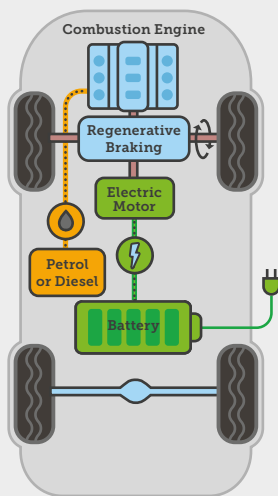 Combustion Engine
Regenerative
Braking
Electric
Motor
Petrol
or Diesel
Battery